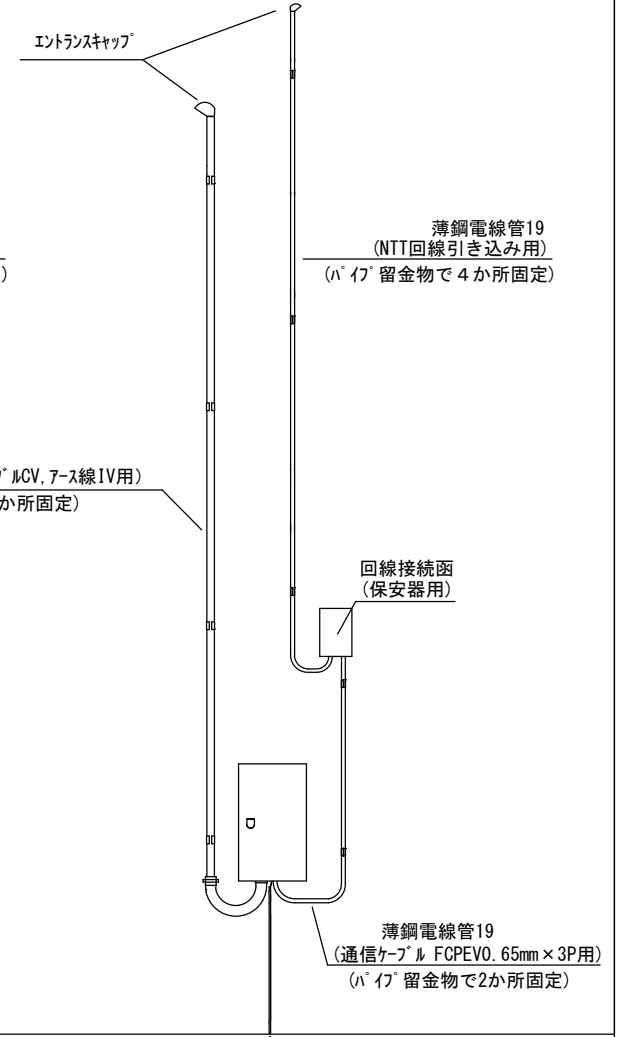 エントランスキャップ
薄鋼電線管19
(NTT回線引き込み用)
)
(パイプ留金物で４か所固定)
ブルCV,アース線IV用)
か所固定)
回線接続函
(保安器用)
薄鋼電線管19
(通信ケーブル FCPEV0.65mm×3P用)
(パイプ留金物で2か所固定)